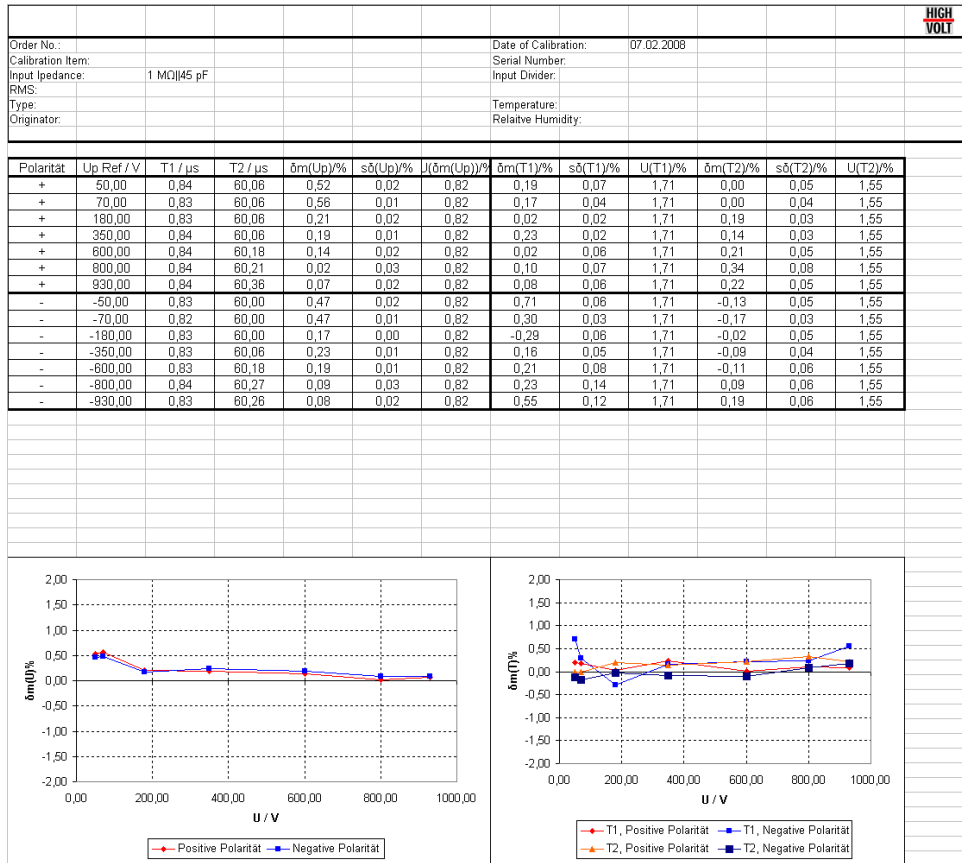 HIGH
VOLT
Order No.: Date of Calibration: 07.02.2008
Calibration Item: Serial Number:
Input Ipedance: 1 MΩ||45 pF Input Divider:
RMS:
Type: Temperature:
Originator: Relaitve Humidity:
Polarität Up Ref / V T1 / µs T2 / µs δm(Up)/% sδ(Up)/% J(δm(Up))/% δm(T1)/% sδ(T1)/% U(T1)/% δm(T2)/% sδ(T2)/% U(T2)/%
+ 50,00 0,84 60,06 0,52 0,02 0,82 0,19 0,07 1,71 0,00 0,05 1,55
+ 70,00 0,83 60,06 0,56 0,01 0,82 0,17 0,04 1,71 0,00 0,04 1,55
+ 180,00 0,83 60,06 0,21 0,02 0,82 0,02 0,02 1,71 0,19 0,03 1,55
+ 350,00 0,84 60,06 0,19 0,01 0,82 0,23 0,02 1,71 0,14 0,03 1,55
+ 600,00 0,84 60,18 0,14 0,02 0,82 0,02 0,06 1,71 0,21 0,05 1,55
+ 800,00 0,84 60,21 0,02 0,03 0,82 0,10 0,07 1,71 0,34 0,08 1,55
+ 930,00 0,84 60,36 0,07 0,02 0,82 0,08 0,06 1,71 0,22 0,05 1,55
- -50,00 0,83 60,00 0,47 0,02 0,82 0,71 0,06 1,71 -0,13 0,05 1,55
- -70,00 0,82 60,00 0,47 0,01 0,82 0,30 0,03 1,71 -0,17 0,03 1,55
- -180,00 0,83 60,00 0,17 0,00 0,82 -0,29 0,06 1,71 -0,02 0,05 1,55
- -350,00 0,83 60,06 0,23 0,01 0,82 0,16 0,05 1,71 -0,09 0,04 1,55
- -600,00 0,83 60,18 0,19 0,01 0,82 0,21 0,08 1,71 -0,11 0,06 1,55
- -800,00 0,84 60,27 0,09 0,03 0,82 0,23 0,14 1,71 0,09 0,06 1,55
- -930,00 0,83 60,26 0,08 0,02 0,82 0,55 0,12 1,71 0,19 0,06 1,55
2,00
1,50
1,00
0,50
0,00
-0,50
-1,00
-1,50
-2,00
δm(U)%
0,00 200,00 400,00 600,00 800,00 1000,00
U / V
Positive Polarität Negative Polarität
2,00
1,50
1,00
0,50
0,00
-0,50
-1,00
-1,50
-2,00
δm(T)%
0,00 200,00 400,00 600,00 800,00 1000,00
U / V
T1, Positive Polarität T1, Negative Polarität
T2, Positive Polarität T2, Negative Polarität